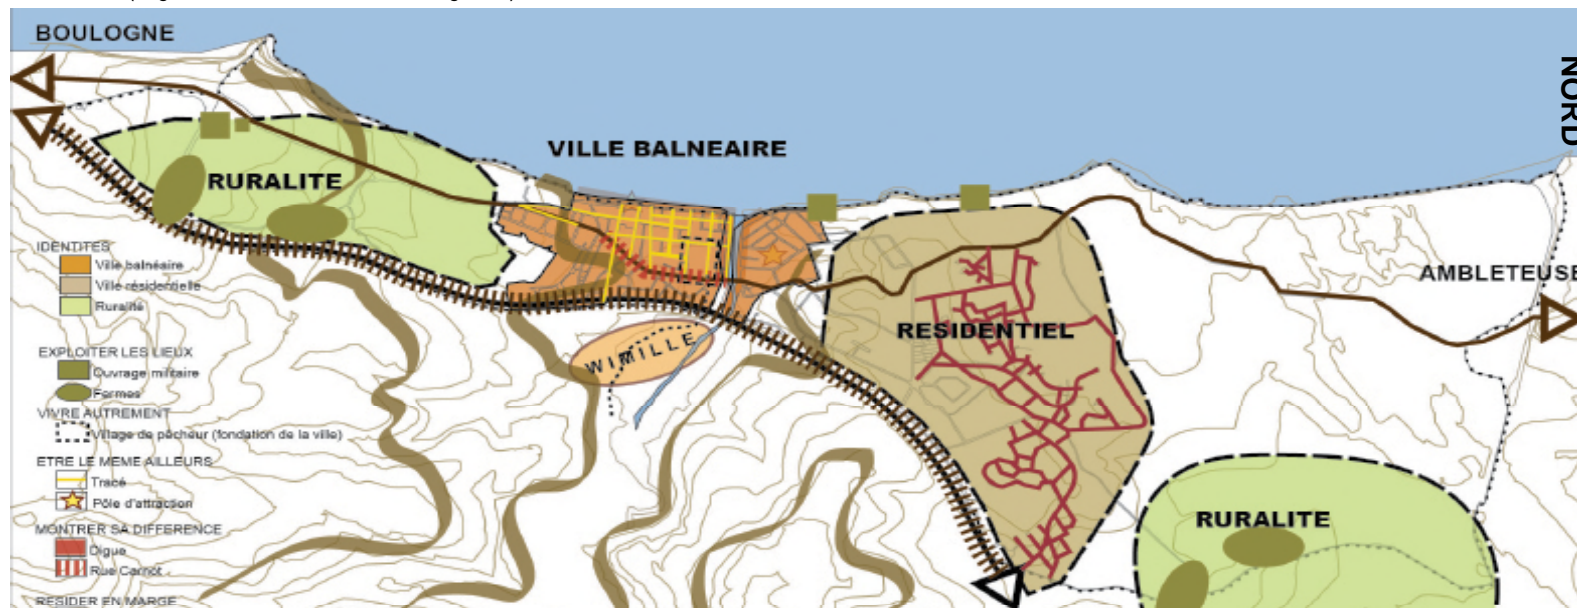 BOULOGNE
NORD
VILLE BALNEAIRE
RURALITE
IDENTITES
Ville balnéaire
Ville résidentielle
Ruralité
AMBLETEUSE
RESIDENTIEL
WIMILLE
EXPLOITER LES LIEUX
Ouvrage militaire
Fermes
VIVRE AUTREMENT
Village de pêcheur (fondation de la ville)
ETRE LE MEME AILLEURS
Tracé
Pôle d'attraction
MONTRER SA DIFFERENCE
Digue
Rue Carnot
RURALITE
RESIDER EN MARGE